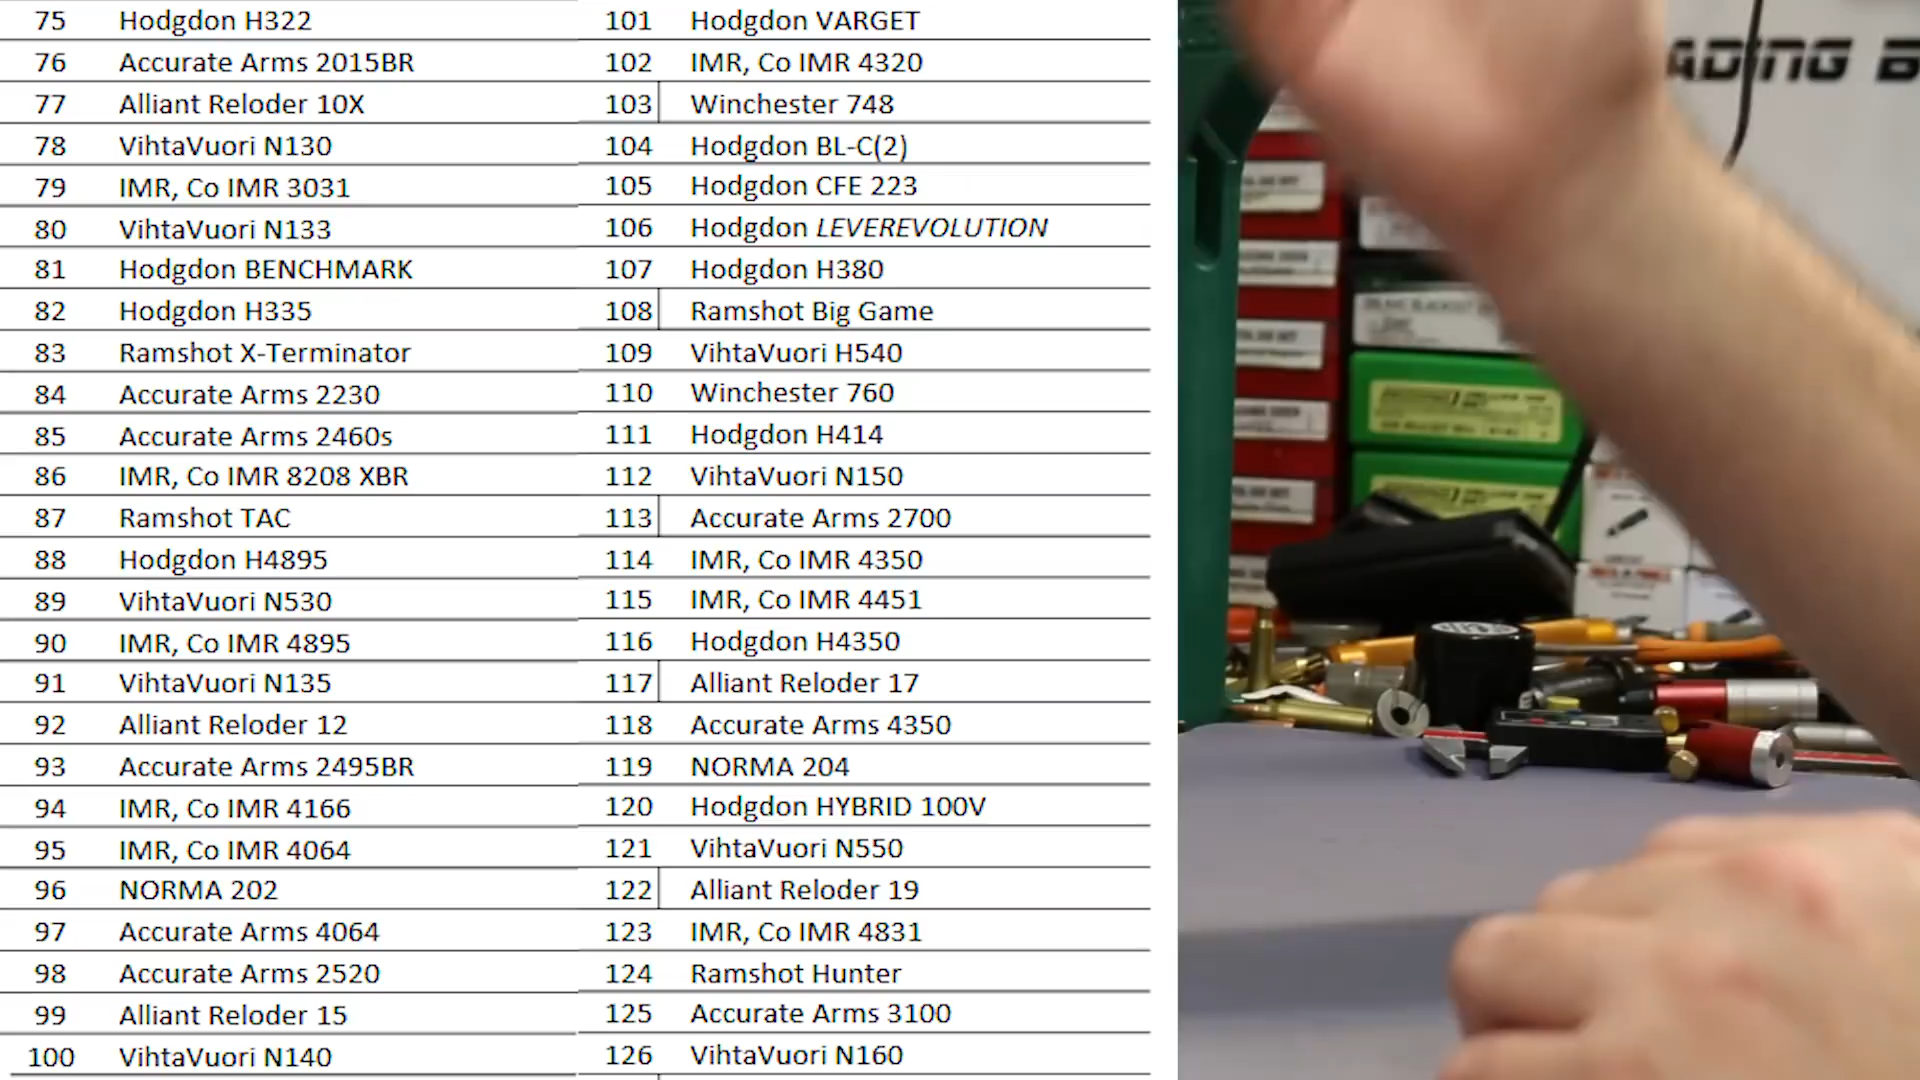 75 Hodgdon H322
76 Accurate Arms 2015BR
77 Alliant Reloder 10X
78 VihtaVuori N130
79 IMR, Co IMR 3031
80 VihtaVuori N133
81 Hodgdon BENCHMARK
82 Hodgdon H335
83 Ramshot X-Terminator
84 Accurate Arms 2230
85 Accurate Arms 2460s
86 IMR, Co IMR 8208 XBR
87 Ramshot TAC
88 Hodgdon H4895
89 VihtaVuori N530
90 IMR, Co IMR 4895
91 VihtaVuori N135
92 Alliant Reloder 12
93 Accurate Arms 2495BR
94 IMR, Co IMR 4166
95 IMR, Co IMR 4064
96 NORMA 202
97 Accurate Arms 4064
98 Accurate Arms 2520
99 Alliant Reloder 15
100 VihtaVuori N140
101 Hodgdon VARGET
102 IMR, Co IMR 4320
103 Winchester 748
104 Hodgdon BL-C(2)
105 Hodgdon CFE 223
106 Hodgdon LEVEREVOLUTION
107 Hodgdon H380
108 Ramshot Big Game
109 VihtaVuori H540
110 Winchester 760
111 Hodgdon H414
112 VihtaVuori N150
113 Accurate Arms 2700
114 IMR, Co IMR 4350
115 IMR, Co IMR 4451
116 Hodgdon H4350
117 Alliant Reloder 17
118 Accurate Arms 4350
119 NORMA 204
120 Hodgdon HYBRID 100V
121 VihtaVuori N550
122 Alliant Reloder 19
123 IMR, Co IMR 4831
124 Ramshot Hunter
125 Accurate Arms 3100
126 VihtaVuori N160
ADING B